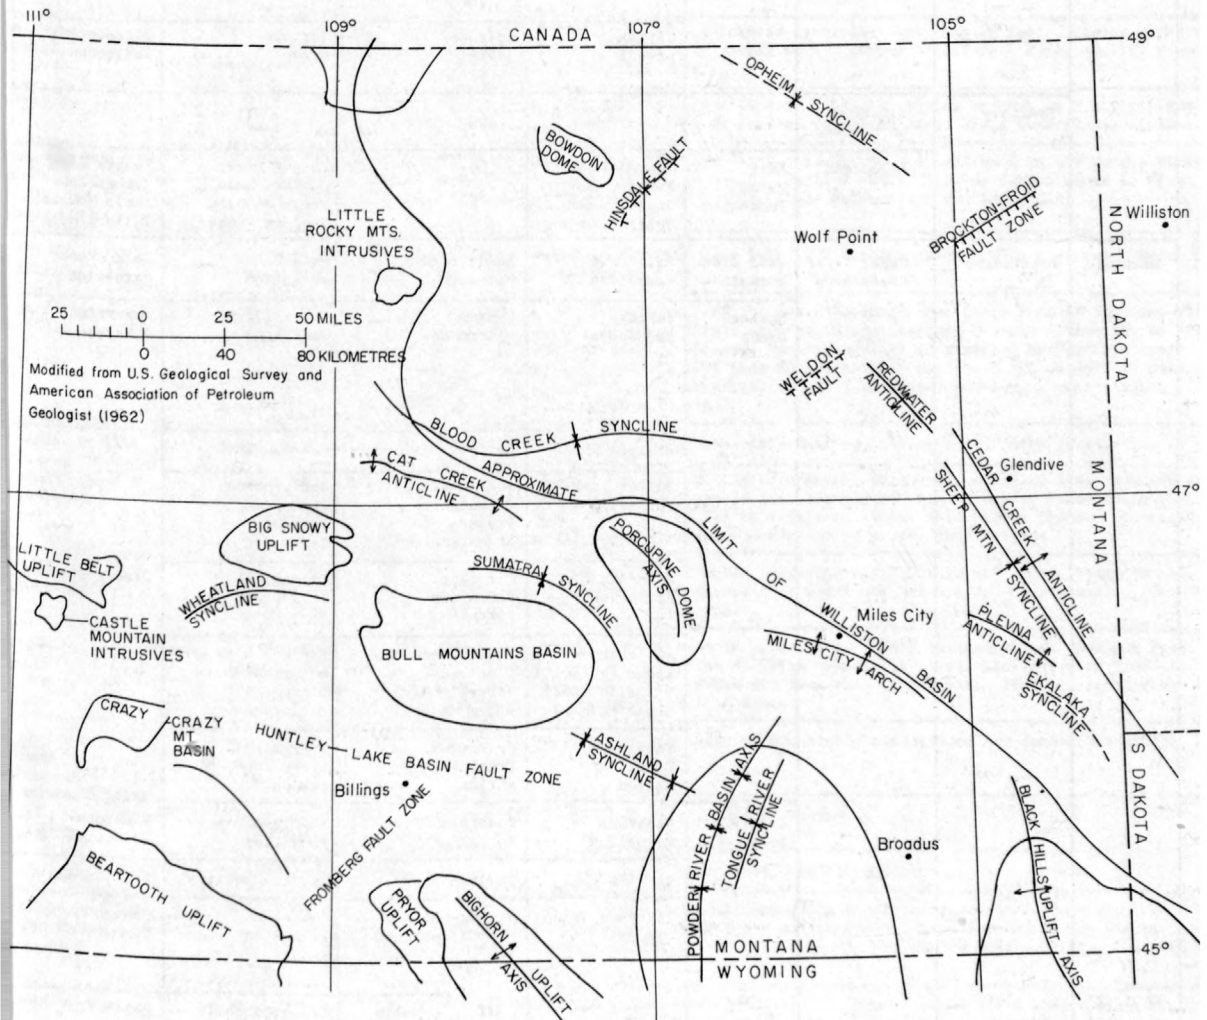 111°
109°
107°
105°
CANADA
49°
OPHEIM SYNCLINE
BOWDOIN
DOME
HINSDALE FAULT
LITTLE
ROCKY MTS.
INTRUSIVES
Wolf Point
BROCKTON-FROID
FAULT ZONE
Williston
NORTH DAKOTA
MONTANA
25 0 25 50 MILES
0 40 80 KILOMETRES
Modified from U.S. Geological Survey and
American Association of Petroleum
Geologist (1962)
WELDON
FAULT
REDWATER
ANTICLINE
BLOOD CREEK SYNCLINE
CAT CREEK
ANTICLINE
APPROXIMATE LIMIT OF WILLISTON BASIN
CEDAR CREEK ANTICLINE
Glendive
SHEEP MTN SYNCLINE
47°
BIG SNOWY
UPLIFT
LITTLE BELT
UPLIFT
WHEATLAND
SYNCLINE
CASTLE
MOUNTAIN
INTRUSIVES
SUMATRA SYNCLINE
PORCUPINE DOME
AXIS
BULL MOUNTAINS BASIN
Miles City
MILES CITY ARCH
PLEVNA
ANTICLINE
EKALAKA
SYNCLINE
CRAZY
CRAZY
MT
BASIN
HUNTLEY-LAKE BASIN FAULT ZONE
ASHLAND
SYNCLINE
Billings
FROMBERG FAULT ZONE
POWDER RIVER BASIN AXIS
TONGUE RIVER
SYNCLINE
Broadus
S DAKOTA
BLACK HILLS UPLIFT AXIS
BEARTOOTH UPLIFT
PRYOR
UPLIFT
BIGHORN UPLIFT
AXIS
MONTANA
WYOMING
45°